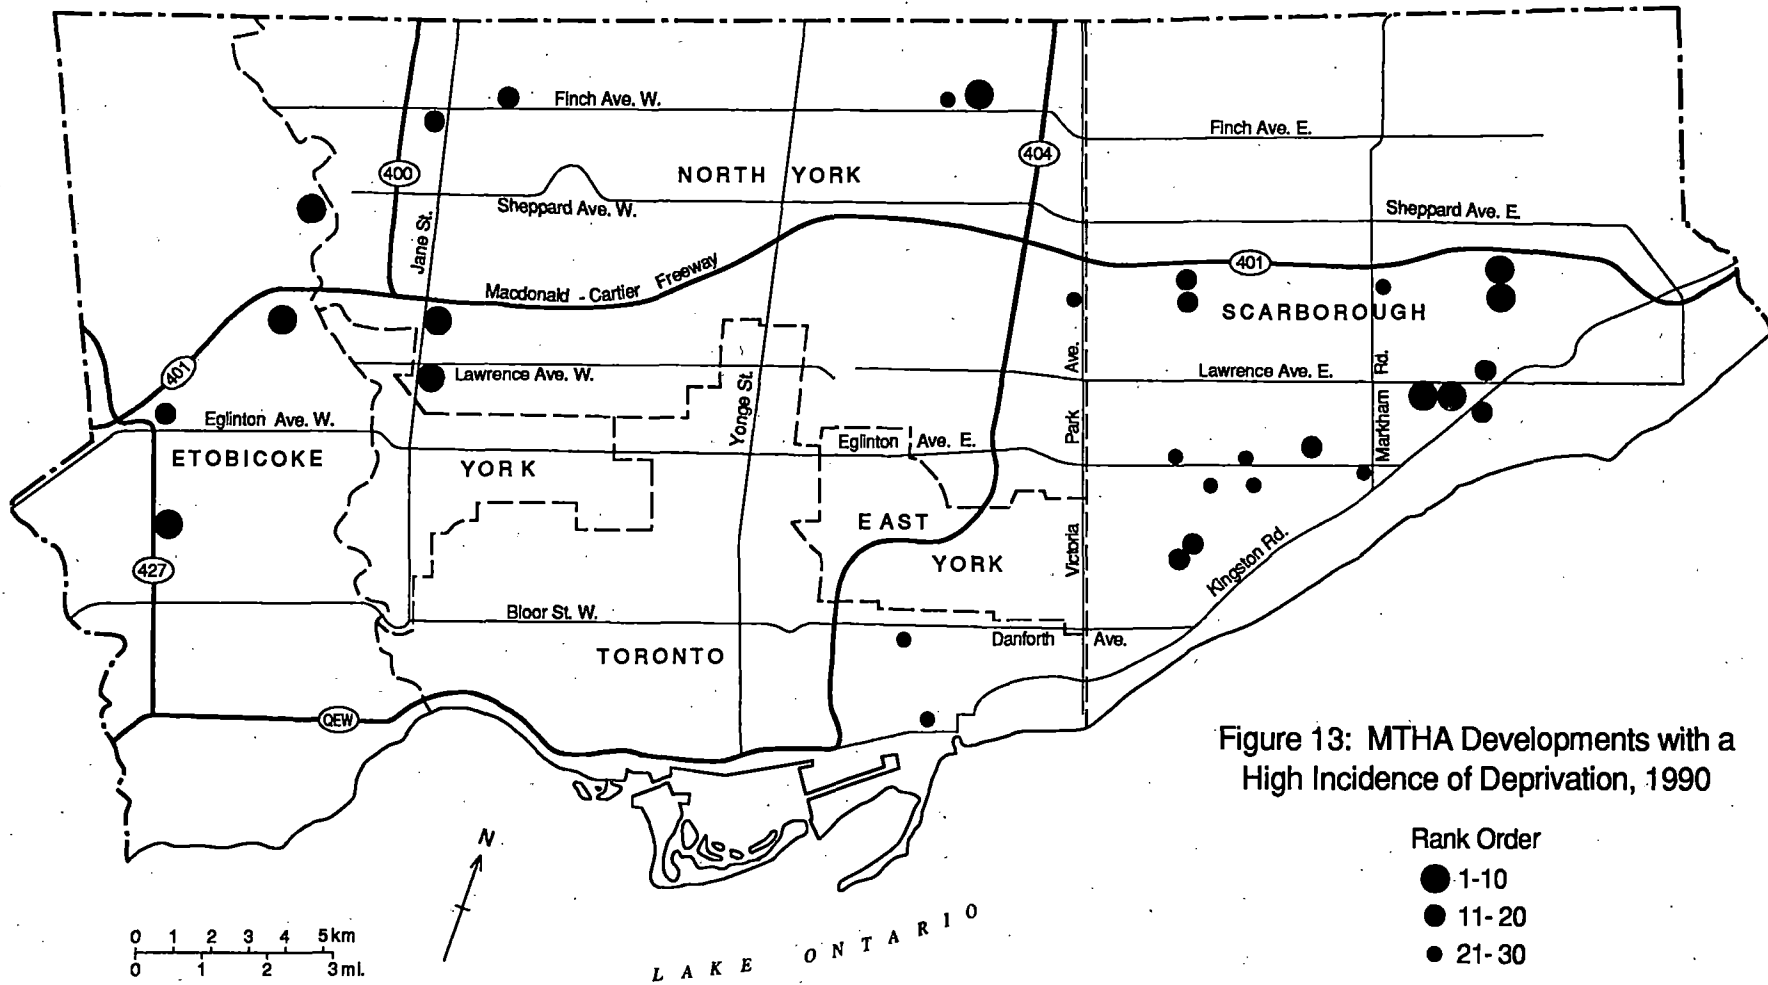 Finch Ave. W.
Finch Ave. E.
400
404
NORTH YORK
Sheppard Ave. W.
Sheppard Ave. E.
Jane St.
Macdonald - Cartier Freeway
401
SCARBOROUGH
401
Lawrence Ave. W.
Lawrence Ave. E.
Yonge St.
Victoria Park Ave.
Markham Rd.
Eglinton Ave. W.
Eglinton Ave. E.
ETOBICOKE
YORK
EAST
YORK
427
Kingston Rd.
Bloor St. W.
Danforth Ave.
TORONTO
QEW
Figure 13: MTHA Developments with a
High Incidence of Deprivation, 1990
Rank Order
1-10
11-20
21-30
N
0 1 2 3 4 5 km
0 1 2 3 ml.
LAKE ONTARIO